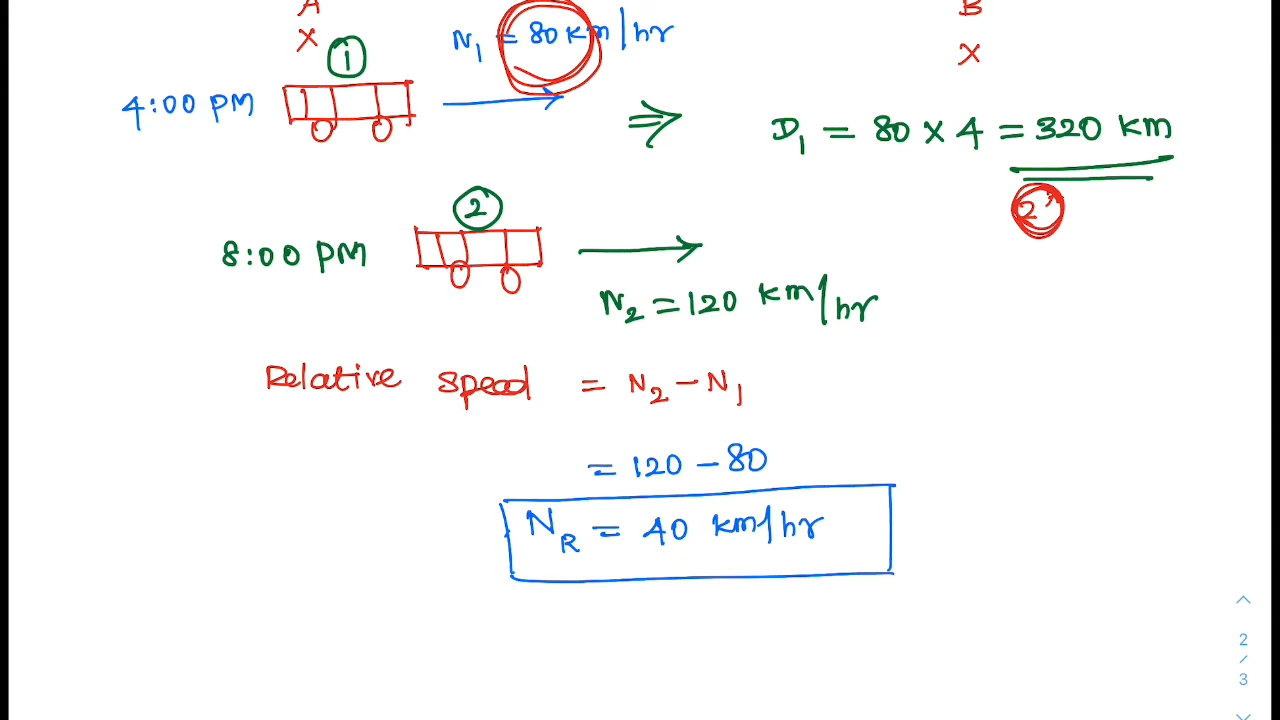 A
B
X
X
1
N1 = 80 km/hr
4:00 PM
⇒ D1 = 80 × 4 = 320 km
2
2
8:00 PM
N2 = 120 km/hr
Relative speed = N2 - N1
= 120 - 80
NR = 40 km/hr
2
/
3